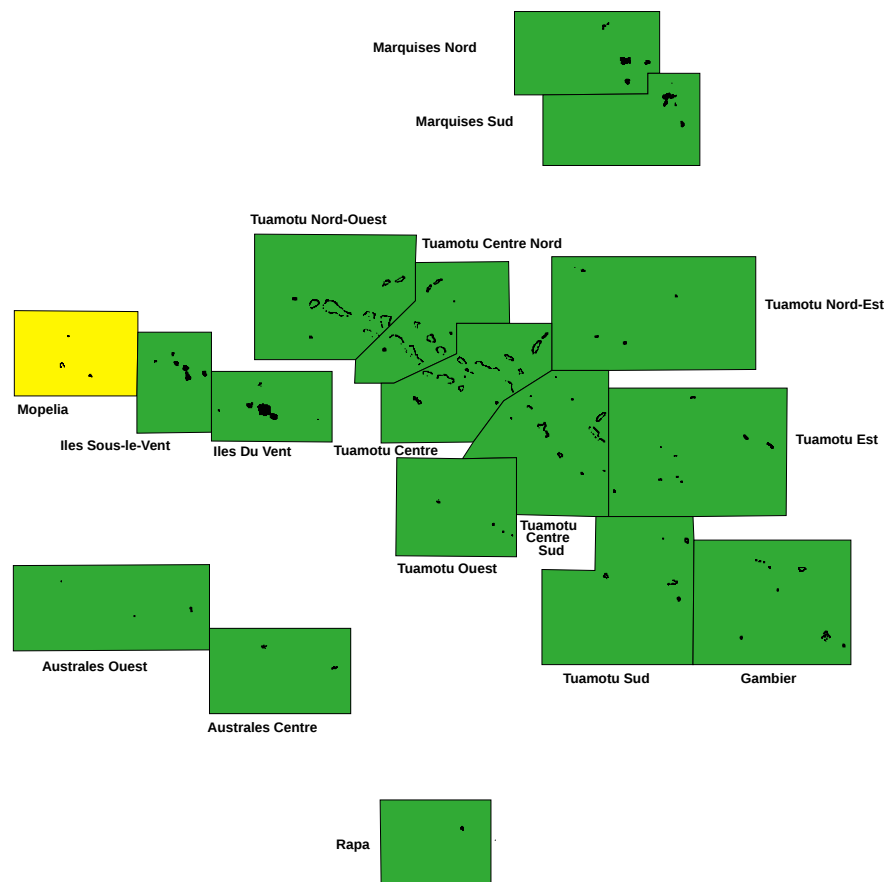 Marquises Nord
Marquises Sud
Tuamotu Nord-Ouest
Tuamotu Centre Nord
Tuamotu Nord-Est
Mopelia
Iles Sous-le-Vent
Iles Du Vent
Tuamotu Centre
Tuamotu Est
Tuamotu
Centre
Sud
Tuamotu Ouest
Australes Ouest
Tuamotu Sud
Gambier
Australes Centre
Rapa